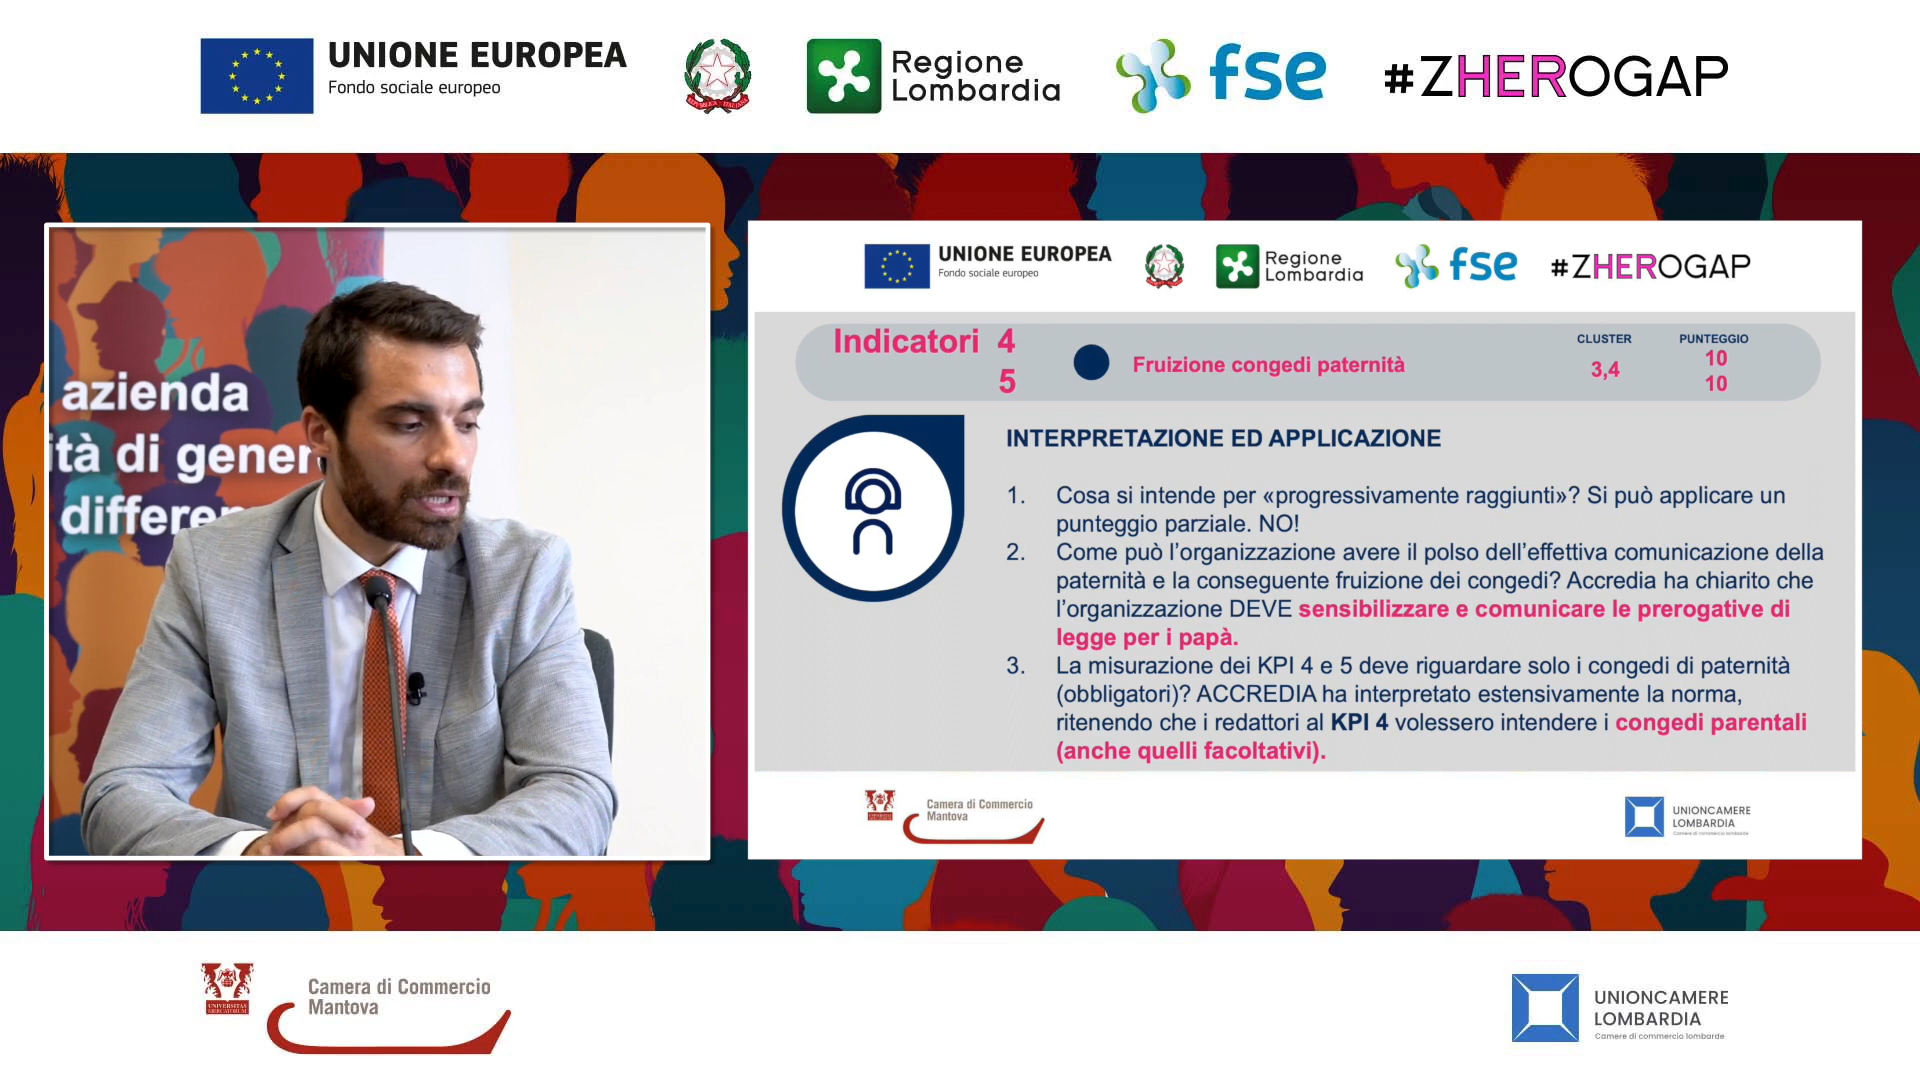 UNIONE EUROPEA
Fondo sociale europeo
Regione
Lombardia
fse
#ZHEROGAP
azienda
ità di gener
differen
UNIONE EUROPEA
Fondo sociale europeo
Regione
Lombardia
fse
#ZHEROGAP
Indicatori 4
5
Fruizione congedi paternità
CLUSTER
3,4
PUNTEGGIO
10
10
INTERPRETAZIONE ED APPLICAZIONE
1. Cosa si intende per «progressivamente raggiunti»? Si può applicare un
punteggio parziale. NO!
2. Come può l'organizzazione avere il polso dell'effettiva comunicazione della
paternità e la conseguente fruizione dei congedi? Accredia ha chiarito che
l'organizzazione DEVE sensibilizzare e comunicare le prerogative di
legge per i papà.
3. La misurazione dei KPI 4 e 5 deve riguardare solo i congedi di paternità
(obbligatori)? ACCREDIA ha interpretato estensivamente la norma,
ritenendo che i redattori al KPI 4 volessero intendere i congedi parentali
(anche quelli facoltativi).
Camera di Commercio
Mantova
UNIONCAMERE
LOMBARDIA
Camere di commercio lombarde
UNIVERSITAS
MERCATORUM
Camera di Commercio
Mantova
UNIONCAMERE
LOMBARDIA
Camere di commercio lombarde